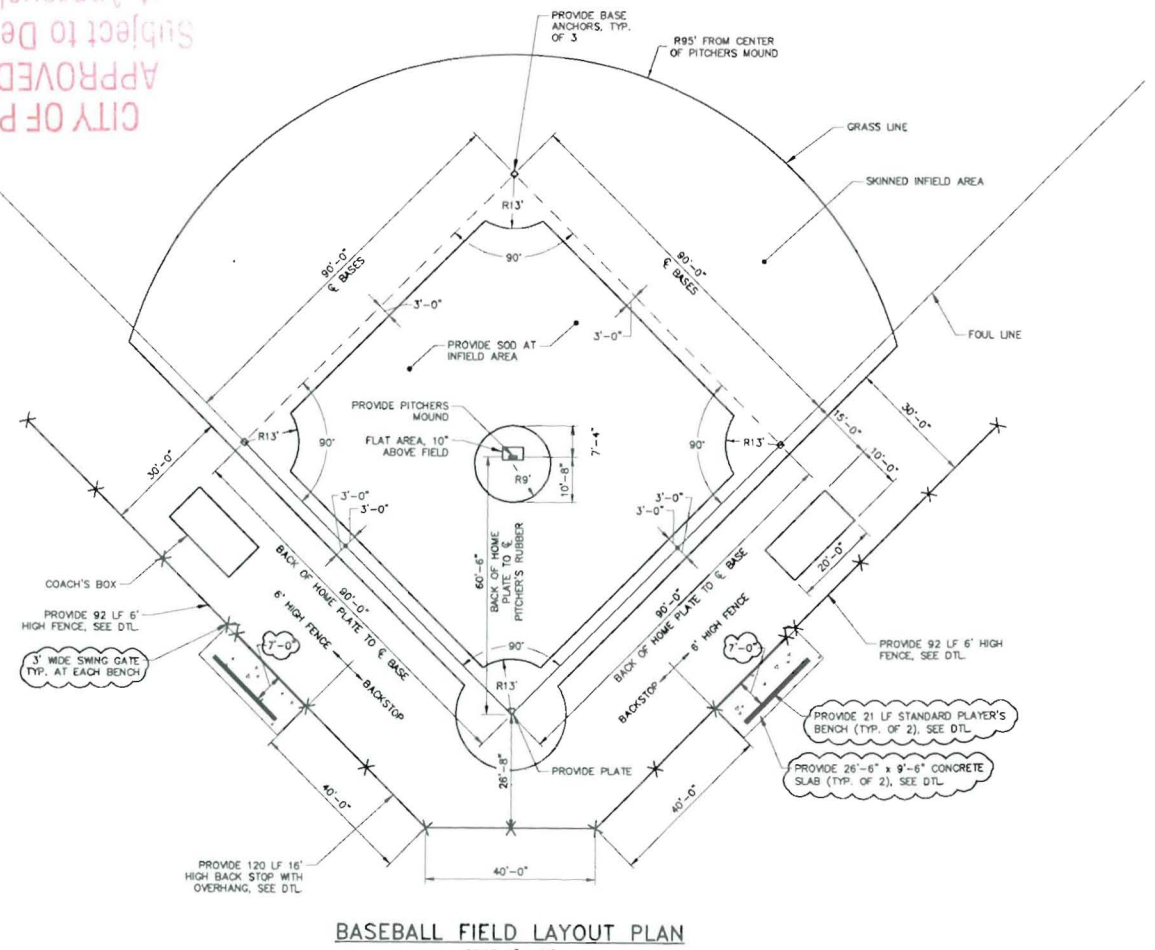 CITY OF P
APPROVED
Subject to De
PROVIDE BASE
ANCHORS, TYP.
OF 3
R95' FROM CENTER
OF PITCHERS MOUND
GRASS LINE
SKINNED INFIELD AREA
R13'
90'
90'-0"
℄ BASES
90'-0"
℄ BASES
3'-0"
3'-0"
FOUL LINE
PROVIDE SOD AT
INFIELD AREA
PROVIDE PITCHERS
MOUND
FLAT AREA, 10"
ABOVE FIELD
R13'
90'
90'
R13'
7'-4"
10'-8"
R9'
30'-0"
15'-0"
10'-0"
30'-0"
20'-0"
3'-0"
3'-0"
3'-0"
3'-0"
60'-6"
BACK OF HOME
PLATE TO ℄
PITCHER'S RUBBER
COACH'S BOX
BACK OF HOME PLATE TO ℄ BASE
90'-0"
6' HIGH FENCE
BACKSTOP
BACK OF HOME PLATE TO ℄ BASE
90'-0"
6' HIGH FENCE
BACKSTOP
PROVIDE 92 LF 6'
HIGH FENCE, SEE DTL.
3' WIDE SWING GATE
TYP. AT EACH BENCH
7'-0"
7'-0"
PROVIDE 92 LF 6' HIGH
FENCE, SEE DTL.
90'
R13'
PROVIDE 21 LF STANDARD PLAYER'S
BENCH (TYP. OF 2), SEE DTL.
PROVIDE 26'-6" x 9'-6" CONCRETE
SLAB (TYP. OF 2), SEE DTL.
PROVIDE PLATE
26'-8"
40'-0"
40'-0"
PROVIDE 120 LF 16'
HIGH BACK STOP WITH
OVERHANG, SEE DTL.
40'-0"
BASEBALL FIELD LAYOUT PLAN